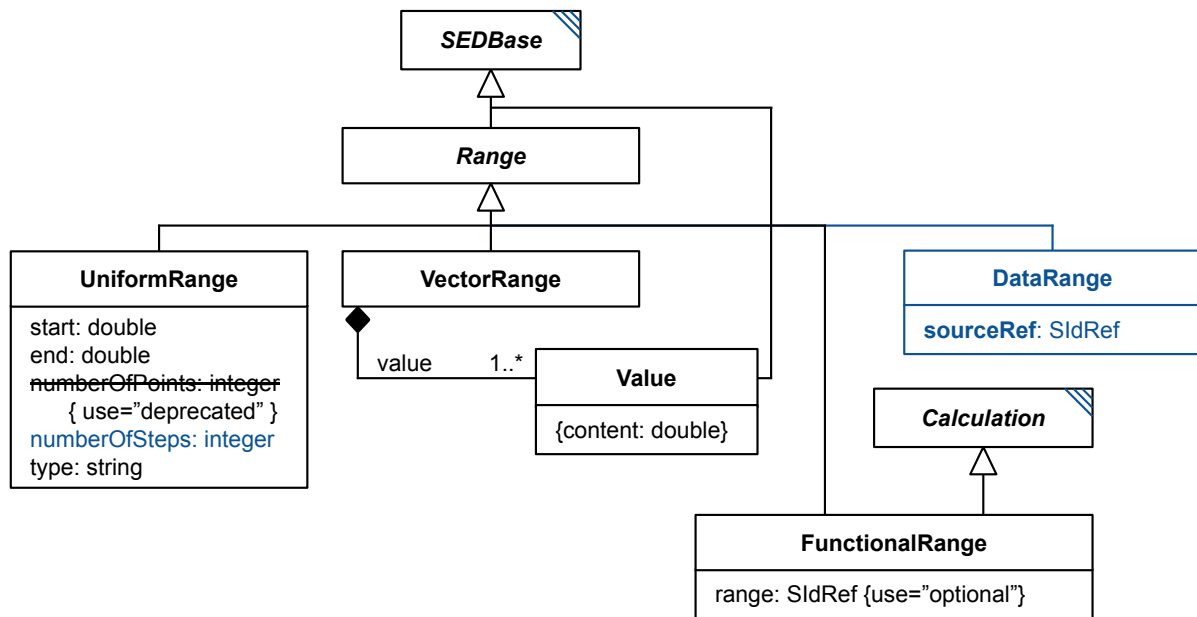 SEDBase
Range
UniformRange
start: double
end: double
numberOfPoints: integer
{ use=”deprecated” }
numberOfSteps: integer
type: string
VectorRange
value 1..*
Value
{content: double}
DataRange
sourceRef: SIdRef
Calculation
FunctionalRange
range: SIdRef {use=”optional”}